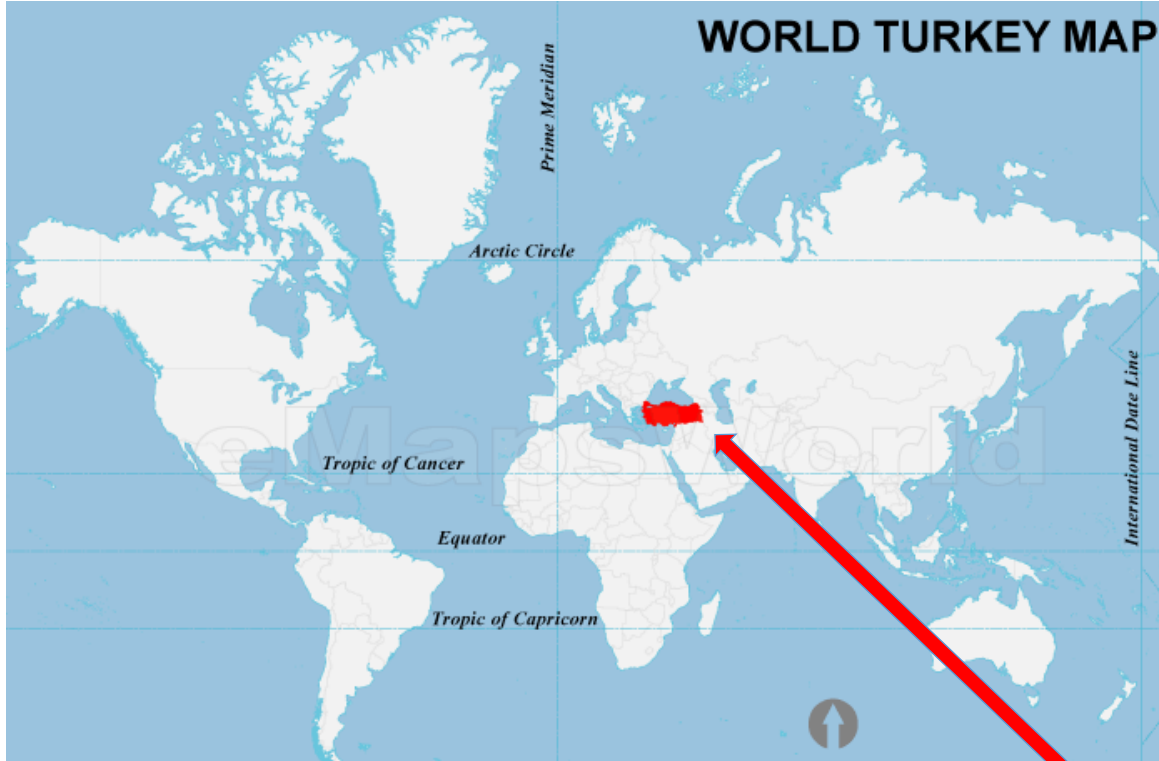 WORLD TURKEY MAP
Prime Meridian
Arctic Circle
International Date Line
eMapsWorld
Tropic of Cancer
Equator
Tropic of Capricorn